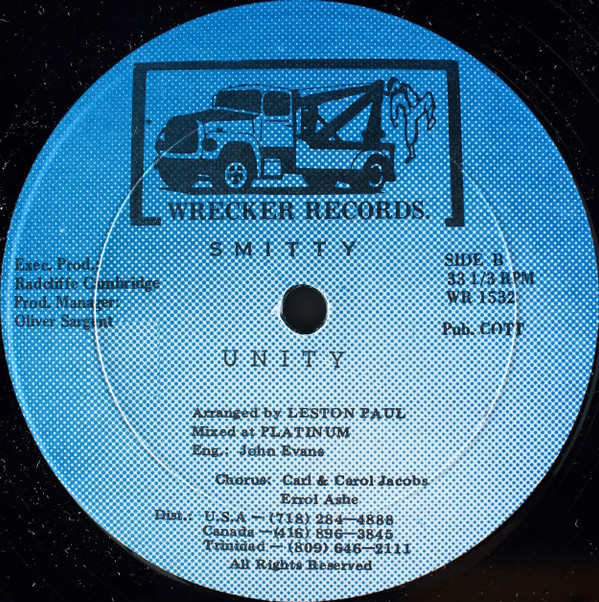 WRECKER RECORDS.
SMITTY
Exec. Prod.:
Radcliffe Cambridge
Prod. Manager:
Oliver Sargent
SIDE B
33 1/3 RPM
WR 1532
Pub. COTT
UNITY
Arranged by LESTON PAUL
Mixed at PLATINUM
Eng.: John Evans
Chorus: Carl & Carol Jacobs
Errol Ashe
Dist.: U.S.A — (718) 284—4888
Canada —(416) 896—3845
Trinidad — (809) 646—2111
All Rights Reserved